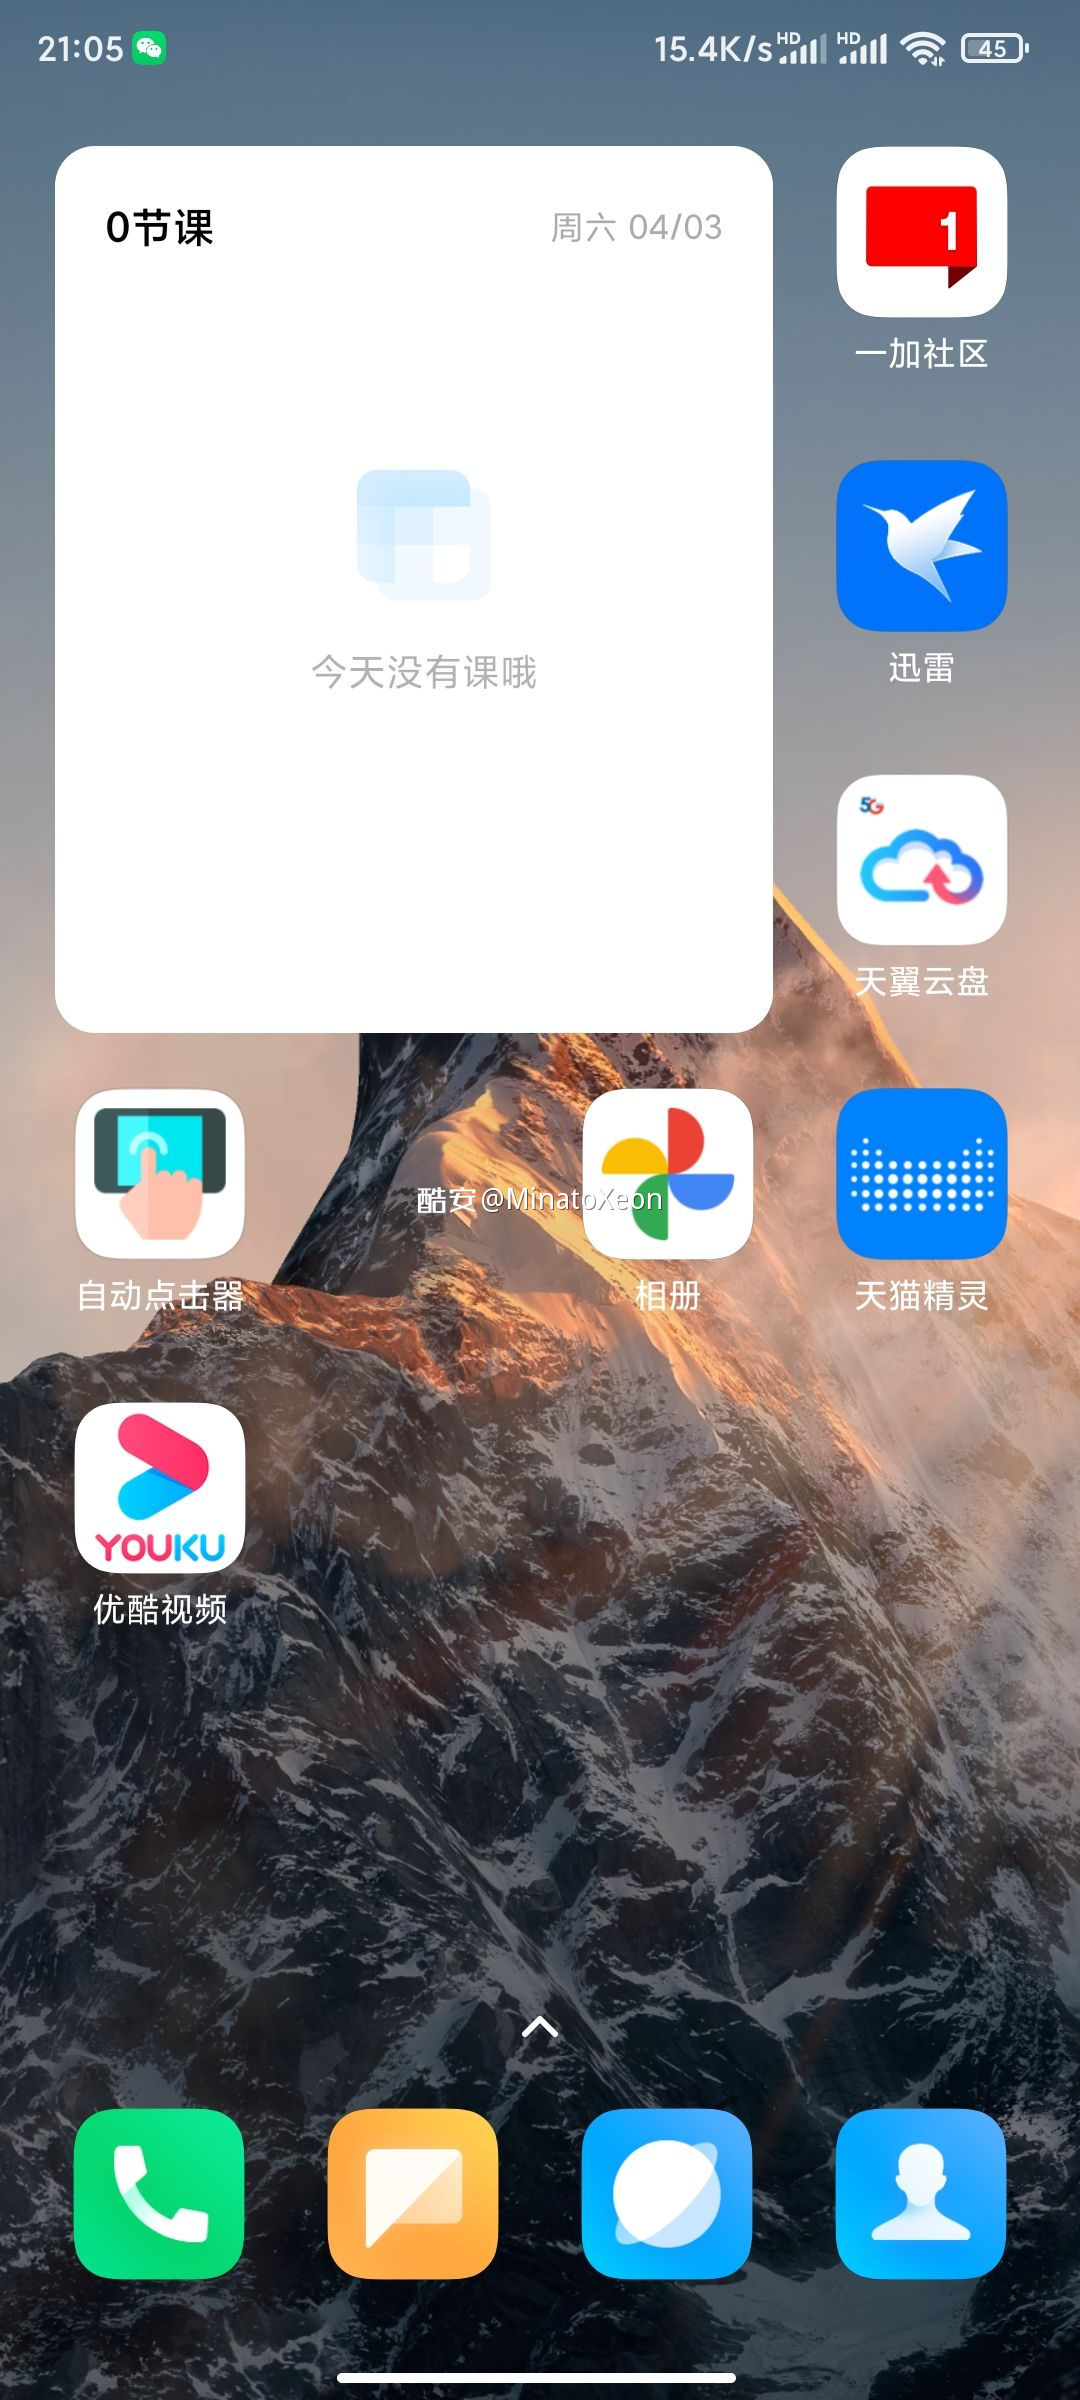 21:05
15.4K/s HD HD 45
0节课
周六 04/03
今天没有课哦
1
一加社区
迅雷
5G
天翼云盘
自动点击器
相册
天猫精灵
酷安@MinatoXeon
YOUKU
优酷视频